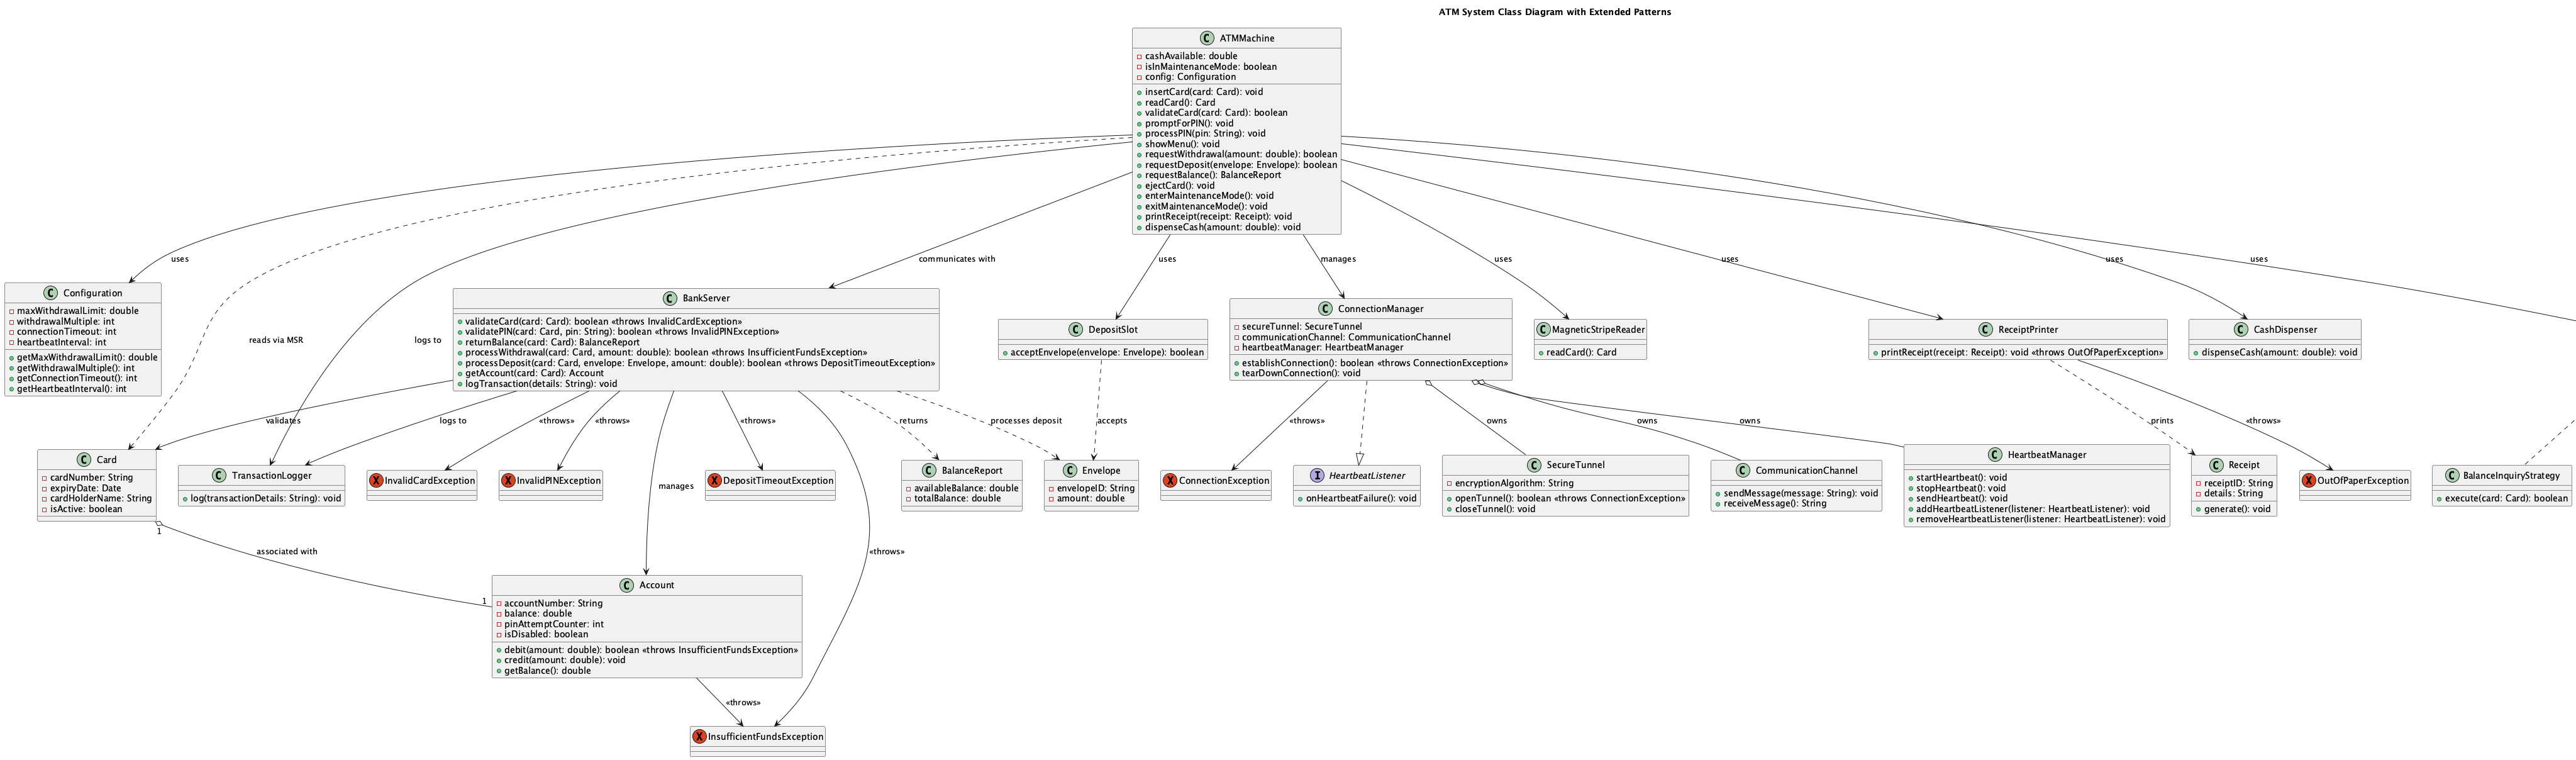 ATM System Class Diagram with Extended Patterns
C ATMMachine
cashAvailable: double
isInMaintenanceMode: boolean
config: Configuration
insertCard(card: Card): void
readCard(): Card
validateCard(card: Card): boolean
promptForPIN(): void
processPIN(pin: String): void
showMenu(): void
requestWithdrawal(amount: double): boolean
requestDeposit(envelope: Envelope): boolean
requestBalance(): BalanceReport
ejectCard(): void
enterMaintenanceMode(): void
exitMaintenanceMode(): void
printReceipt(receipt: Receipt): void
dispenseCash(amount: double): void
uses
communicates with
uses
manages
uses
uses
uses
uses
reads via MSR
logs to
C Configuration
maxWithdrawalLimit: double
withdrawalMultiple: int
connectionTimeout: int
heartbeatInterval: int
getMaxWithdrawalLimit(): double
getWithdrawalMultiple(): int
getConnectionTimeout(): int
getHeartbeatInterval(): int
C BankServer
validateCard(card: Card): boolean «throws InvalidCardException»
validatePIN(card: Card, pin: String): boolean «throws InvalidPINException»
returnBalance(card: Card): BalanceReport
processWithdrawal(card: Card, amount: double): boolean «throws InsufficientFundsException»
processDeposit(card: Card, envelope: Envelope, amount: double): boolean «throws DepositTimeoutException»
getAccount(card: Card): Account
logTransaction(details: String): void
C DepositSlot
acceptEnvelope(envelope: Envelope): boolean
C ConnectionManager
secureTunnel: SecureTunnel
communicationChannel: CommunicationChannel
heartbeatManager: HeartbeatManager
establishConnection(): boolean «throws ConnectionException»
tearDownConnection(): void
C MagneticStripeReader
readCard(): Card
C ReceiptPrinter
printReceipt(receipt: Receipt): void «throws OutOfPaperException»
C CashDispenser
dispenseCash(amount: double): void
validates
logs to
«throws»
«throws»
manages
«throws»
«throws»
returns
processes deposit
accepts
«throws»
owns
owns
owns
prints
«throws»
C Card
cardNumber: String
expiryDate: Date
cardHolderName: String
isActive: boolean
C TransactionLogger
log(transactionDetails: String): void
X InvalidCardException
X InvalidPINException
X DepositTimeoutException
C BalanceReport
availableBalance: double
totalBalance: double
C Envelope
envelopeID: String
amount: double
X ConnectionException
I HeartbeatListener
onHeartbeatFailure(): void
C SecureTunnel
encryptionAlgorithm: String
openTunnel(): boolean «throws ConnectionException»
closeTunnel(): void
C CommunicationChannel
sendMessage(message: String): void
receiveMessage(): String
C HeartbeatManager
startHeartbeat(): void
stopHeartbeat(): void
sendHeartbeat(): void
addHeartbeatListener(listener: HeartbeatListener): void
removeHeartbeatListener(listener: HeartbeatListener): void
C Receipt
receiptID: String
details: String
generate(): void
X OutOfPaperException
C BalanceInquiryStrategy
execute(card: Card): boolean
1
associated with
1
C Account
accountNumber: String
balance: double
pinAttemptCounter: int
isDisabled: boolean
debit(amount: double): boolean «throws InsufficientFundsException»
credit(amount: double): void
getBalance(): double
«throws»
X InsufficientFundsException